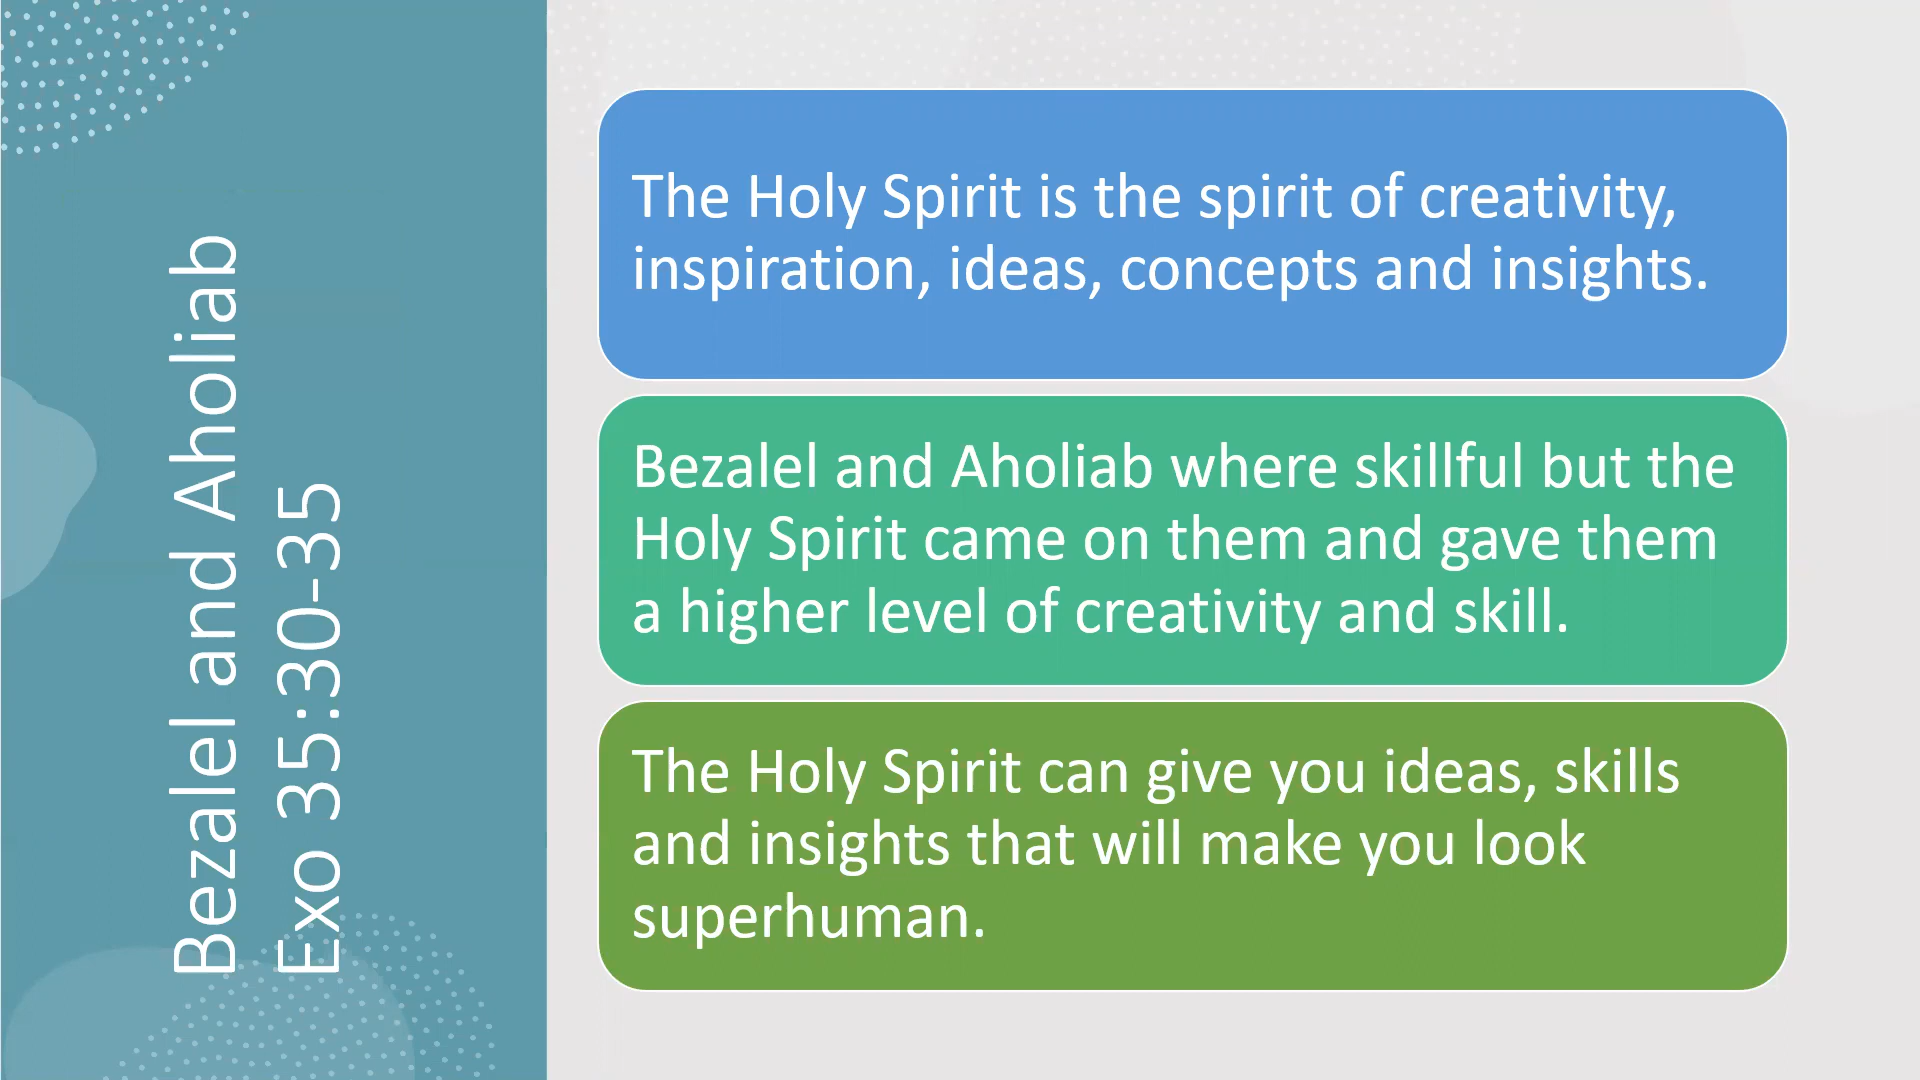 Bezalel and Aholiab
Exo 35:30-35
The Holy Spirit is the spirit of creativity,
inspiration, ideas, concepts and insights.
Bezalel and Aholiab where skillful but the
Holy Spirit came on them and gave them
a higher level of creativity and skill.
The Holy Spirit can give you ideas, skills
and insights that will make you look
superhuman.